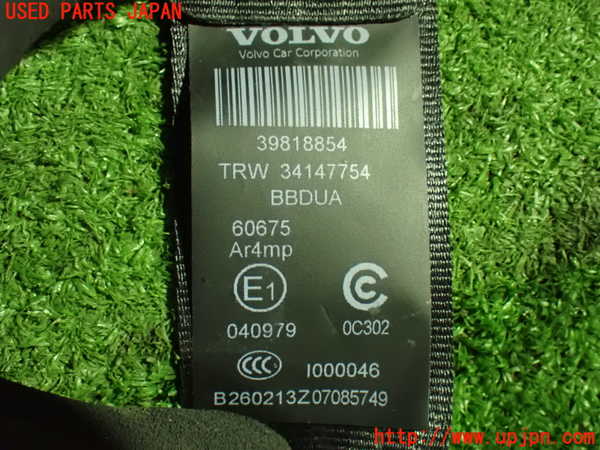 USED PARTS JAPAN
VOLVO
Volvo Car Corporation
39818854
TRW 34147754
BBDUA
60675
Ar4mp
E1
040979 0C302
CCC I000046
B260213Z07085749
http://www.upjpn.com/